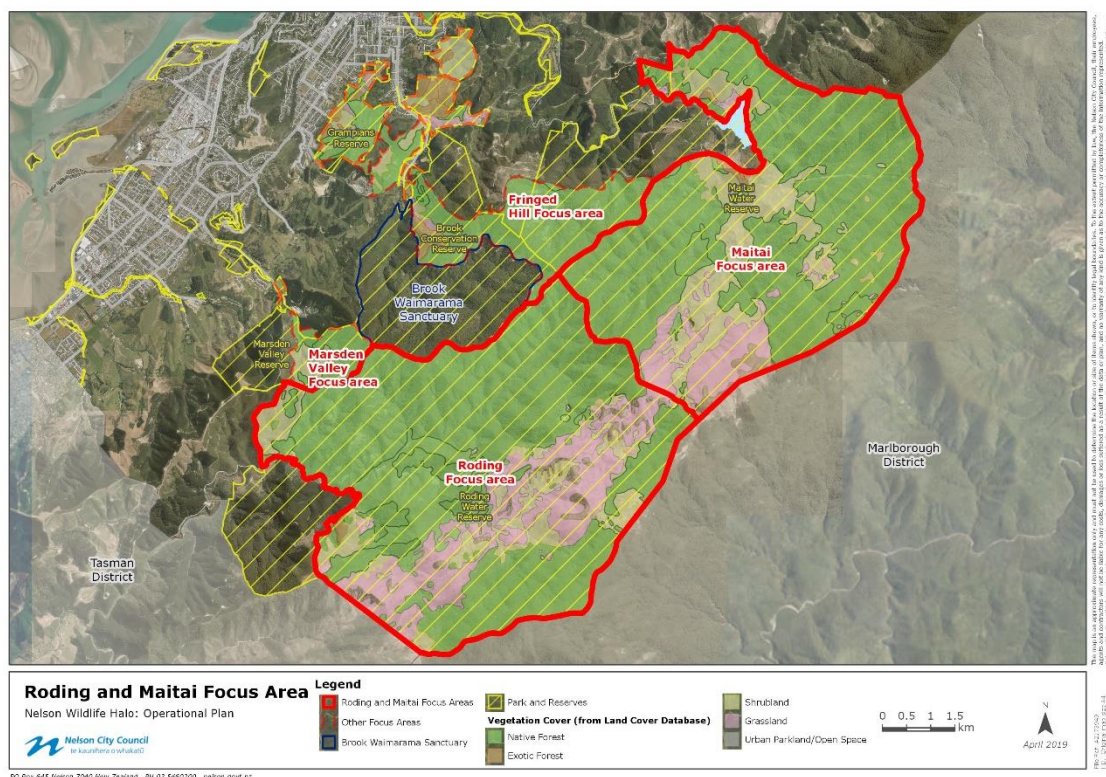 Grampians
Reserve
Fringed
Hill Focus area
Maitai
Water
Reserve
Brook
Conservation
Reserve
Maitai
Focus area
Brook
Waimarama
Sanctuary
Marsden
Valley
Reserve
Marsden
Valley
Focus area
Marlborough
District
Roding
Focus area
Roding
Water
Reserve
Tasman
District
Roding and Maitai Focus Area
Nelson Wildlife Halo: Operational Plan
Nelson City Council
te kaunihera o whakatū
Legend
Roding and Maitai Focus Areas
Other Focus Areas
Brook Waimarama Sanctuary
Park and Reserves
Vegetation Cover (from Land Cover Database)
Native Forest
Exotic Forest
Shrubland
Grassland
Urban Parkland/Open Space
0 0.5 1 1.5
km
N
April 2019